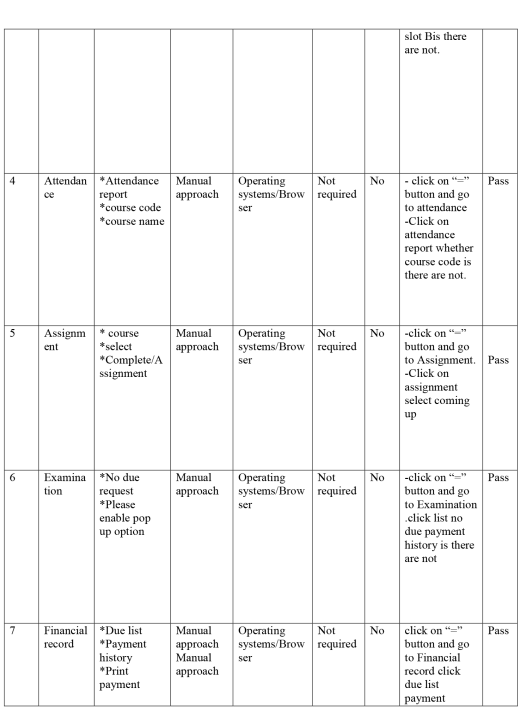 slot Bis there
are not.
4
Attendan
ce
*Attendance
report
*course code
*course name
Manual
approach
Operating
systems/Brow
ser
Not
required
No
- click on “=”
button and go
to attendance
-Click on
attendance
report whether
course code is
there are not.
Pass
5
Assignm
ent
* course
*select
*Complete/A
ssignment
Manual
approach
Operating
systems/Brow
ser
Not
required
No
-click on “=”
button and go
to Assignment.
-Click on
assignment
select coming
up
Pass
6
Examina
tion
*No due
request
*Please
enable pop
up option
Manual
approach
Operating
systems/Brow
ser
Not
required
No
-click on “=”
button and go
to Examination
.click list no
due payment
history is there
are not
Pass
7
Financial
record
*Due list
*Payment
history
*Print
payment
Manual
approach
Manual
approach
Operating
systems/Brow
ser
Not
required
No
click on “=”
button and go
to Financial
record click
due list
payment
Pass